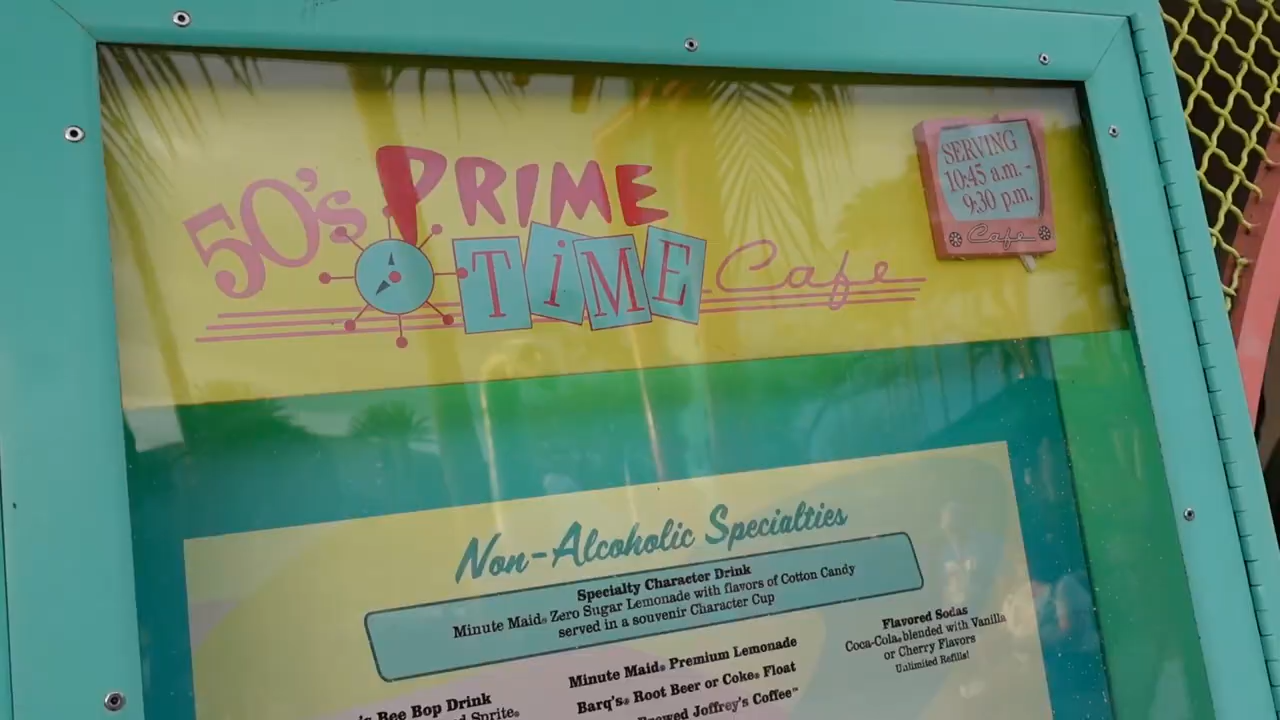 50's PRIME
TIME Cafe
SERVING
10:45 a.m. -
9:30 p.m.
Cafe
Non-Alcoholic Specialties
Specialty Character Drink
Minute Maid® Zero Sugar Lemonade with flavors of Cotton Candy
served in a souvenir Character Cup
's Bee Bop Drink
Sprite®
Minute Maid® Premium Lemonade
Barq's® Root Beer or Coke® Float
Brewed Joffrey's Coffee™
Flavored Sodas
Coca-Cola® blended with Vanilla
or Cherry Flavors
Unlimited Refills!